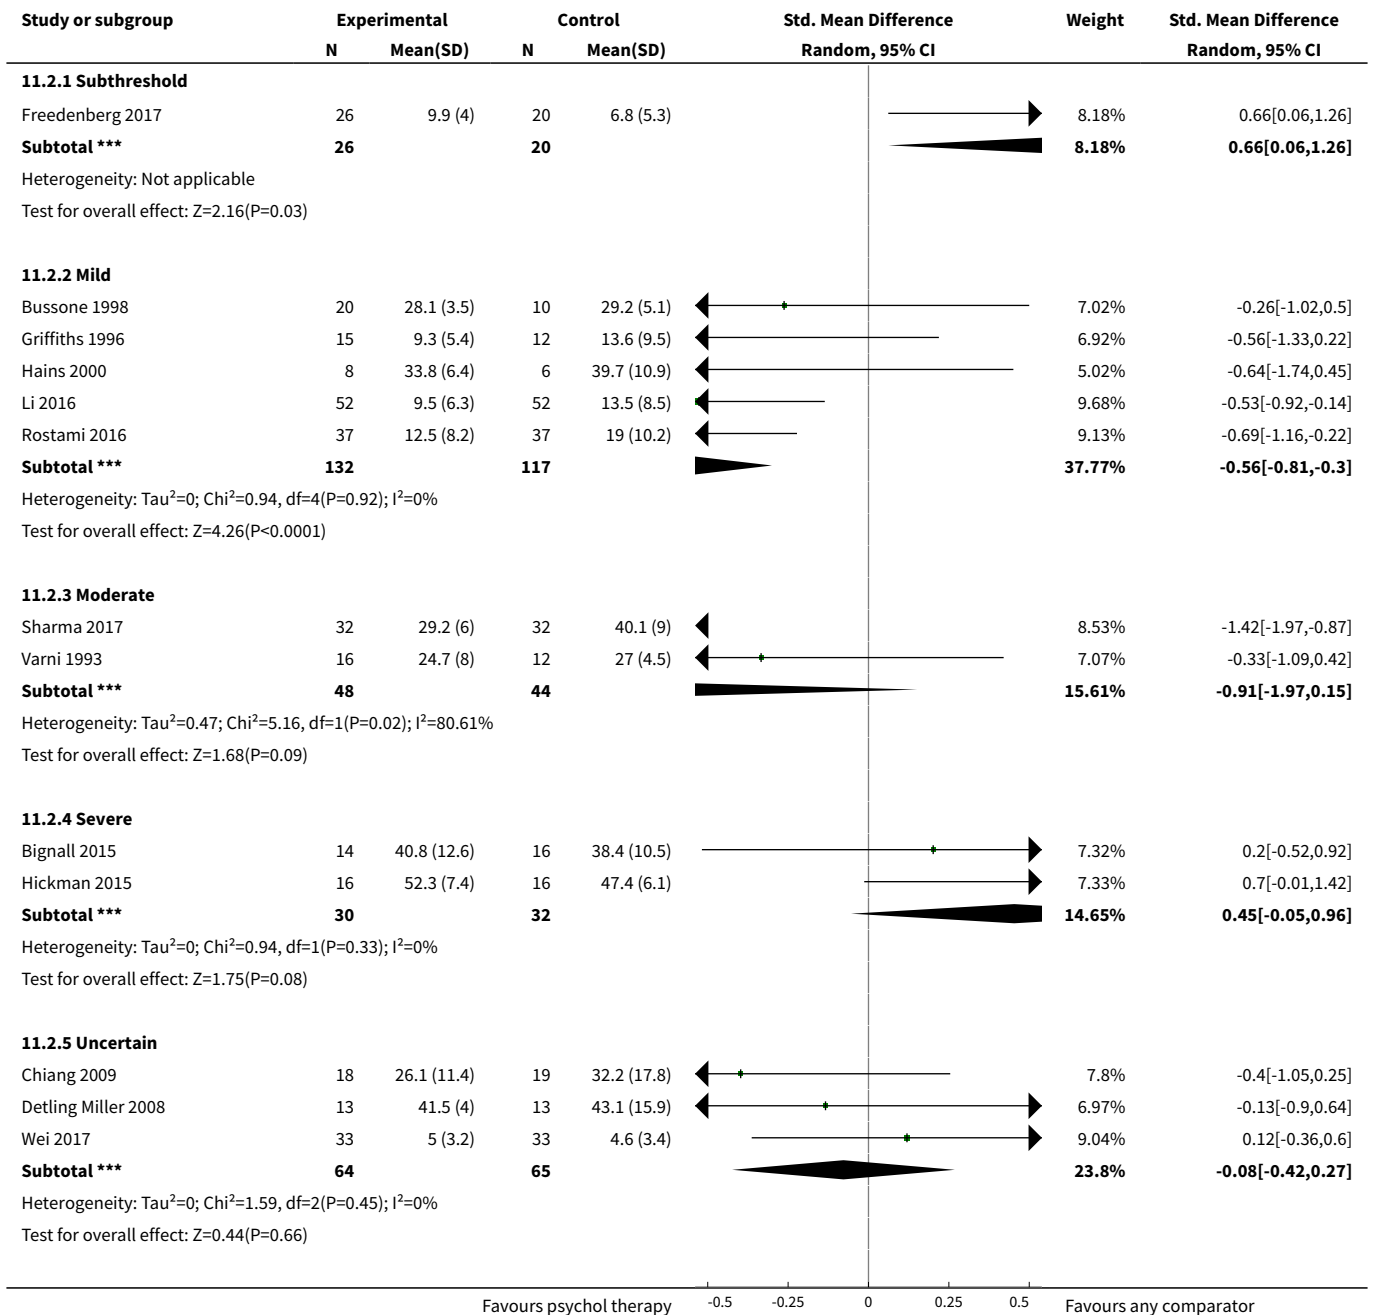 Study or subgroup Experimental Control Std. Mean Difference Weight Std. Mean Difference
N Mean(SD) N Mean(SD) Random, 95% CI Random, 95% CI
11.2.1 Subthreshold
Freedenberg 2017 26 9.9 (4) 20 6.8 (5.3) 8.18% 0.66[0.06,1.26]
Subtotal *** 26 20 8.18% 0.66[0.06,1.26]
Heterogeneity: Not applicable
Test for overall effect: Z=2.16(P=0.03)
11.2.2 Mild
Bussone 1998 20 28.1 (3.5) 10 29.2 (5.1) 7.02% -0.26[-1.02,0.5]
Griffiths 1996 15 9.3 (5.4) 12 13.6 (9.5) 6.92% -0.56[-1.33,0.22]
Hains 2000 8 33.8 (6.4) 6 39.7 (10.9) 5.02% -0.64[-1.74,0.45]
Li 2016 52 9.5 (6.3) 52 13.5 (8.5) 9.68% -0.53[-0.92,-0.14]
Rostami 2016 37 12.5 (8.2) 37 19 (10.2) 9.13% -0.69[-1.16,-0.22]
Subtotal *** 132 117 37.77% -0.56[-0.81,-0.3]
Heterogeneity: Tau²=0; Chi²=0.94, df=4(P=0.92); I²=0%
Test for overall effect: Z=4.26(P<0.0001)
11.2.3 Moderate
Sharma 2017 32 29.2 (6) 32 40.1 (9) 8.53% -1.42[-1.97,-0.87]
Varni 1993 16 24.7 (8) 12 27 (4.5) 7.07% -0.33[-1.09,0.42]
Subtotal *** 48 44 15.61% -0.91[-1.97,0.15]
Heterogeneity: Tau²=0.47; Chi²=5.16, df=1(P=0.02); I²=80.61%
Test for overall effect: Z=1.68(P=0.09)
11.2.4 Severe
Bignall 2015 14 40.8 (12.6) 16 38.4 (10.5) 7.32% 0.2[-0.52,0.92]
Hickman 2015 16 52.3 (7.4) 16 47.4 (6.1) 7.33% 0.7[-0.01,1.42]
Subtotal *** 30 32 14.65% 0.45[-0.05,0.96]
Heterogeneity: Tau²=0; Chi²=0.94, df=1(P=0.33); I²=0%
Test for overall effect: Z=1.75(P=0.08)
11.2.5 Uncertain
Chiang 2009 18 26.1 (11.4) 19 32.2 (17.8) 7.8% -0.4[-1.05,0.25]
Detling Miller 2008 13 41.5 (4) 13 43.1 (15.9) 6.97% -0.13[-0.9,0.64]
Wei 2017 33 5 (3.2) 33 4.6 (3.4) 9.04% 0.12[-0.36,0.6]
Subtotal *** 64 65 23.8% -0.08[-0.42,0.27]
Heterogeneity: Tau²=0; Chi²=1.59, df=2(P=0.45); I²=0%
Test for overall effect: Z=0.44(P=0.66)
Favours psychol therapy -0.5 -0.25 0 0.25 0.5 Favours any comparator